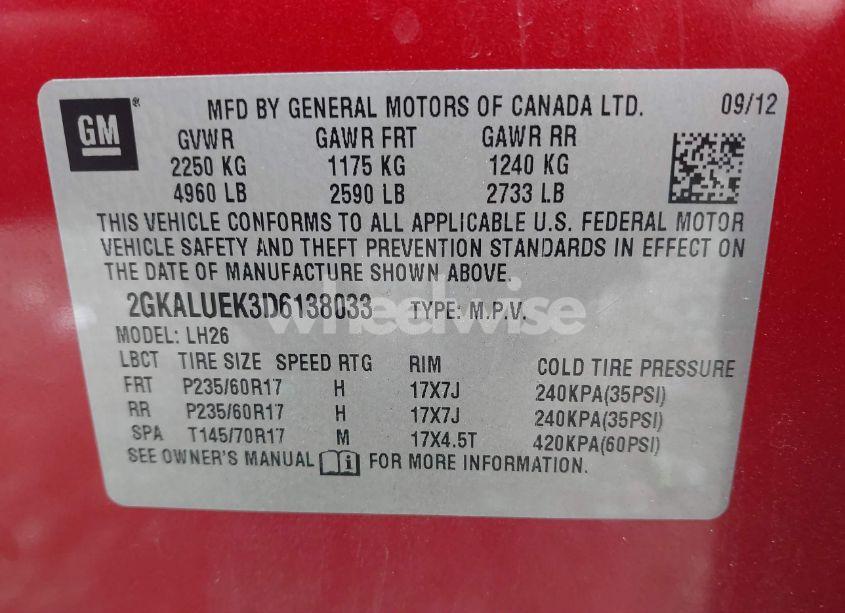 GM
MFD BY GENERAL MOTORS OF CANADA LTD. 09/12
GVWR GAWR FRT GAWR RR
2250 KG 1175 KG 1240 KG
4960 LB 2590 LB 2733 LB
THIS VEHICLE CONFORMS TO ALL APPLICABLE U.S. FEDERAL MOTOR
VEHICLE SAFETY AND THEFT PREVENTION STANDARDS IN EFFECT ON
THE DATE OF MANUFACTURE SHOWN ABOVE.
2GKALUEK3D6138033 TYPE: M.P.V.
wheelwise
MODEL: LH26
LBCT TIRE SIZE SPEED RTG RIM COLD TIRE PRESSURE
FRT P235/60R17 H 17X7J 240KPA(35PSI)
RR P235/60R17 H 17X7J 240KPA(35PSI)
SPA T145/70R17 M 17X4.5T 420KPA(60PSI)
SEE OWNER'S MANUAL FOR MORE INFORMATION.